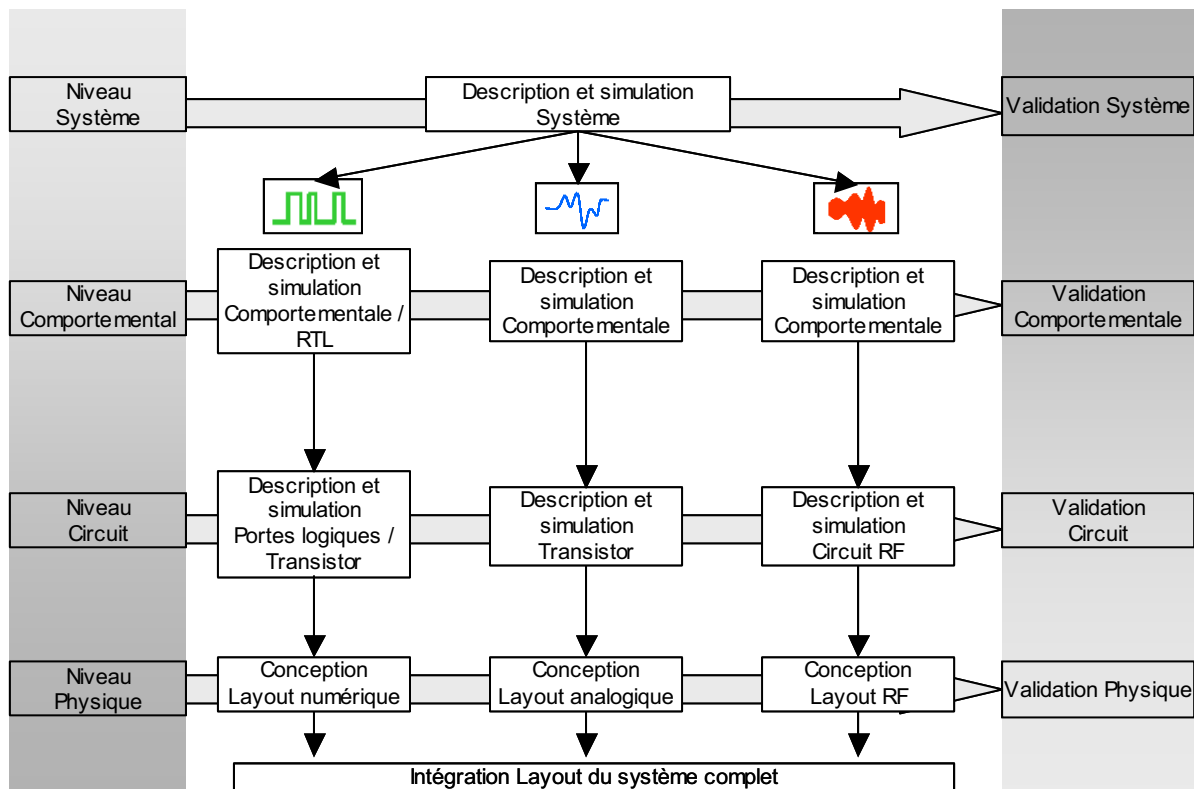 Niveau
Système
Description et simulation
Système
Validation Système
Niveau
Comportemental
Description et
simulation
Comportementale /
RTL
Description et
simulation
Comportementale
Description et
simulation
Comportementale
Validation
Comportementale
Niveau
Circuit
Description et
simulation
Portes logiques /
Transistor
Description et
simulation
Transistor
Description et
simulation
Circuit RF
Validation
Circuit
Niveau
Physique
Conception
Layout numérique
Conception
Layout analogique
Conception
Layout RF
Validation Physique
Intégration Layout du système complet